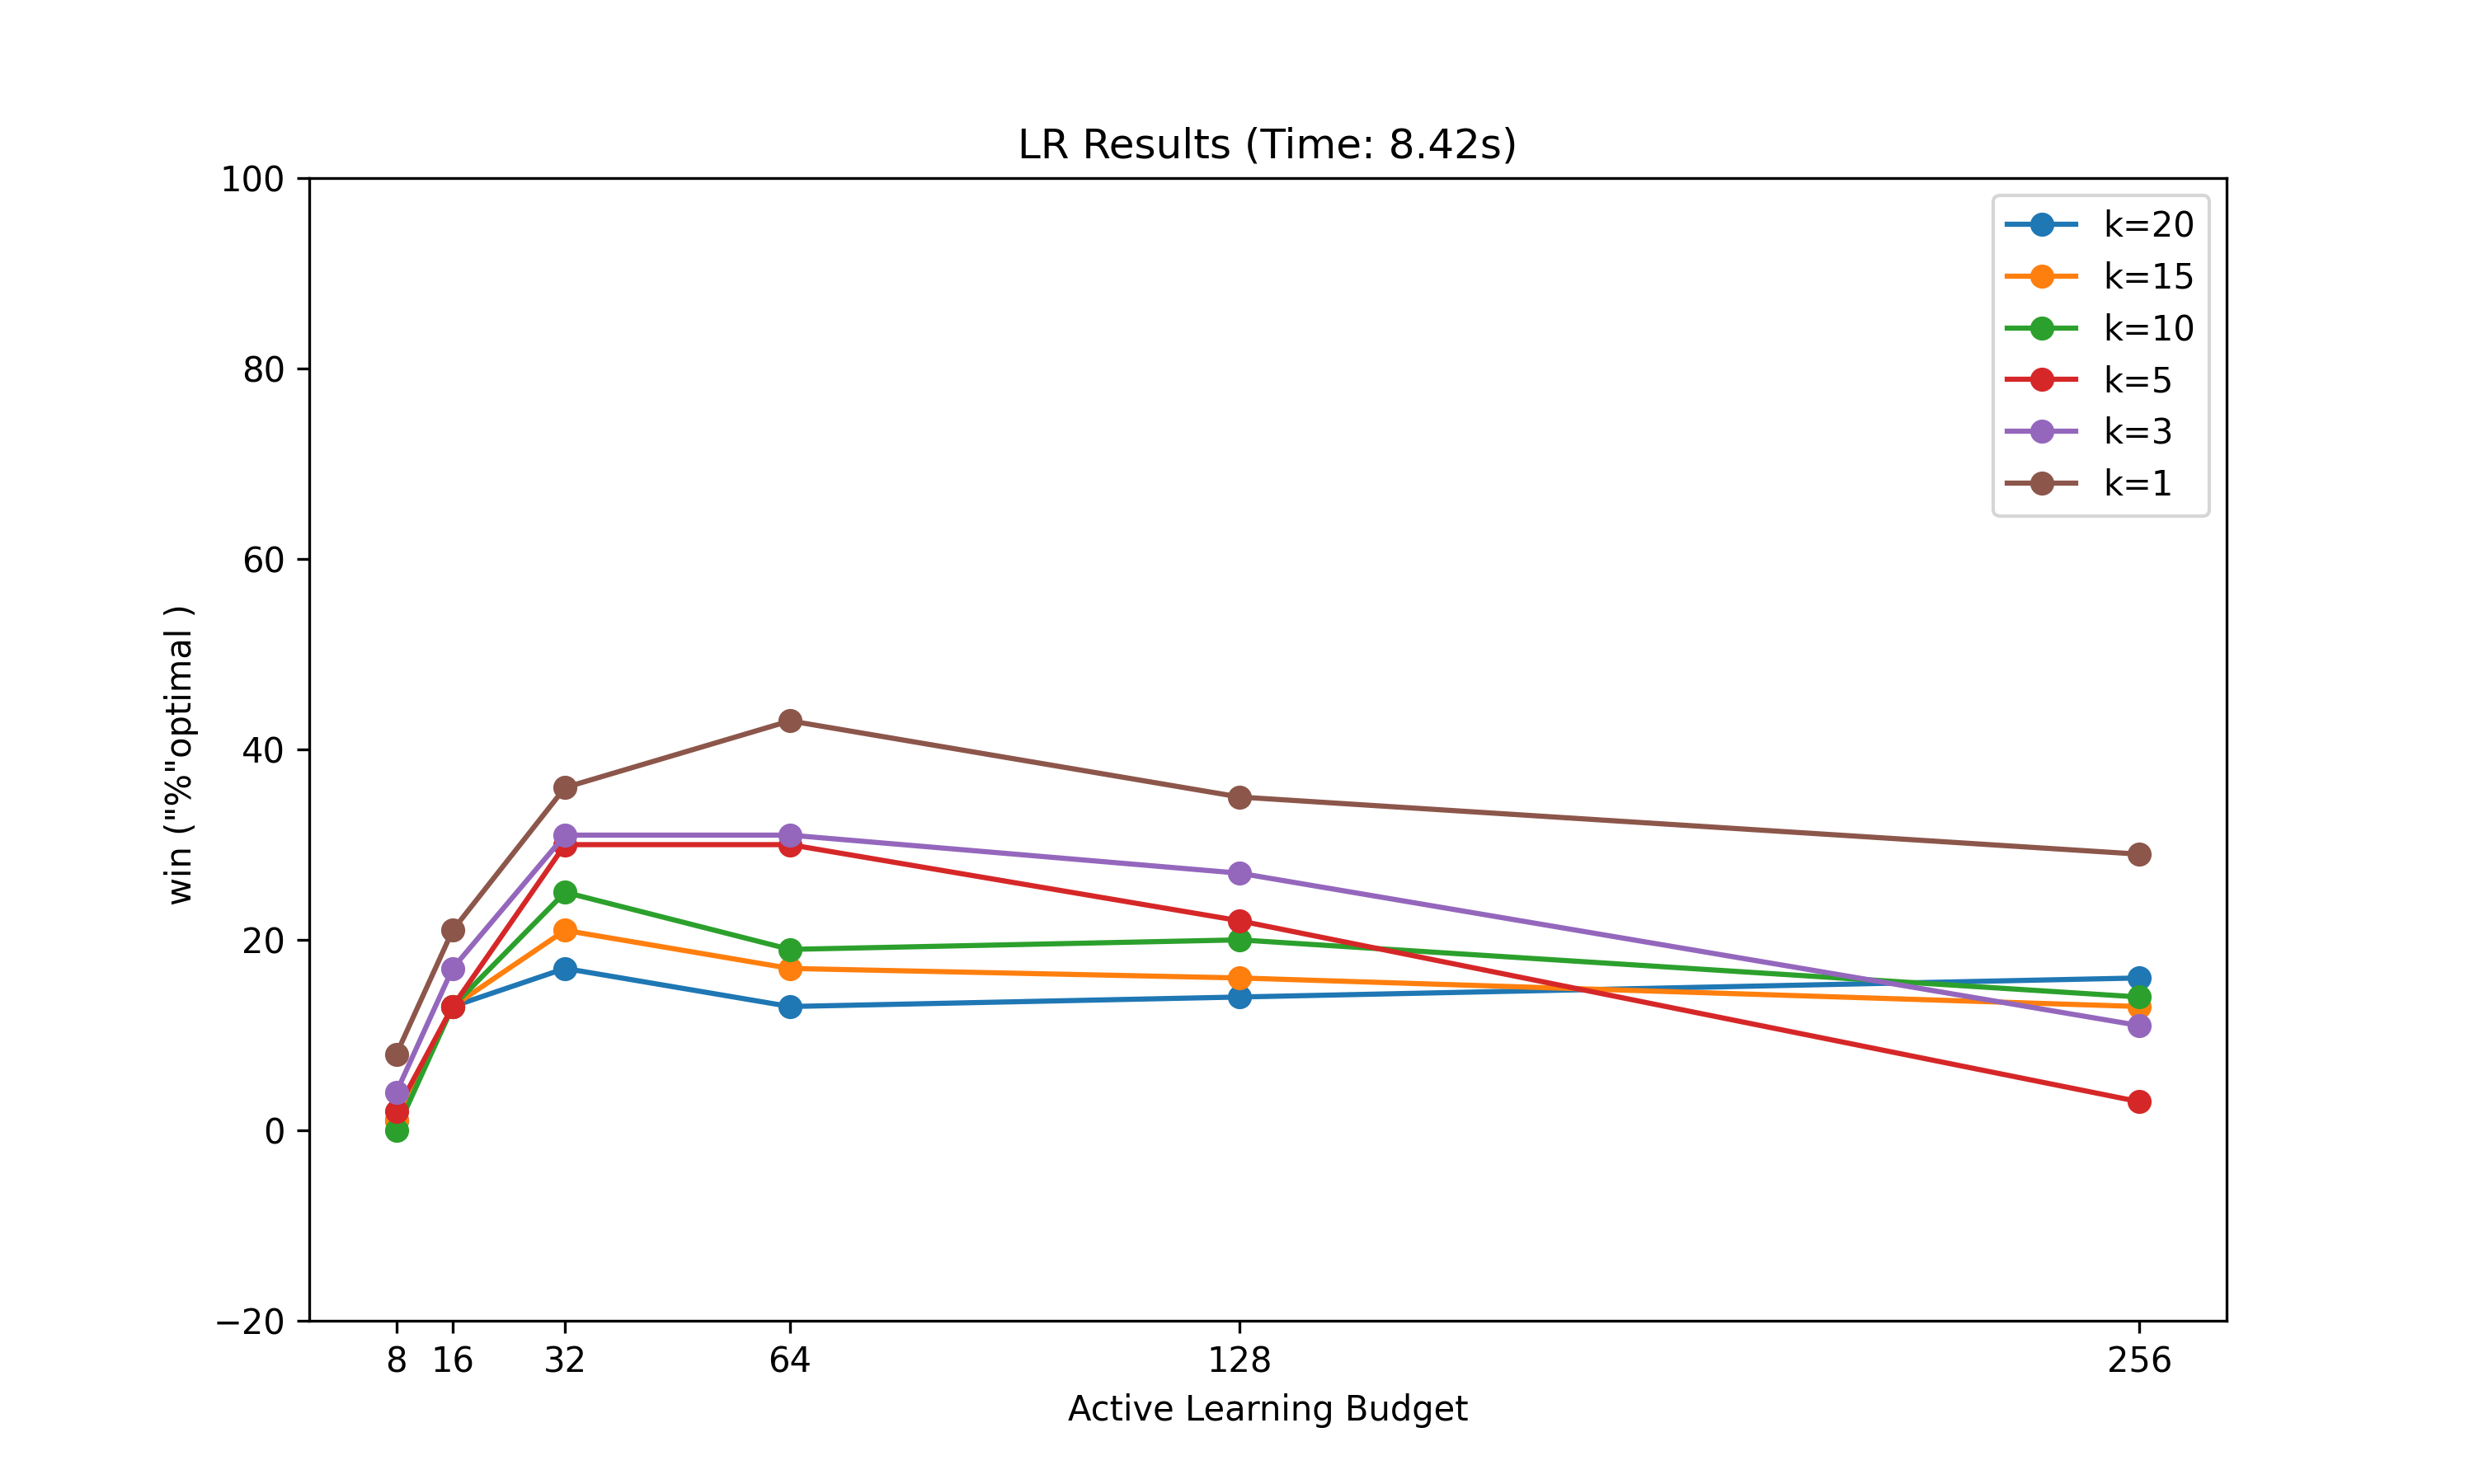 LR Results (Time: 8.42s)
100
80
60
40
20
0
−20
win ("%"optimal )
k=20
k=15
k=10
k=5
k=3
k=1
8 16 32 64 128 256
Active Learning Budget